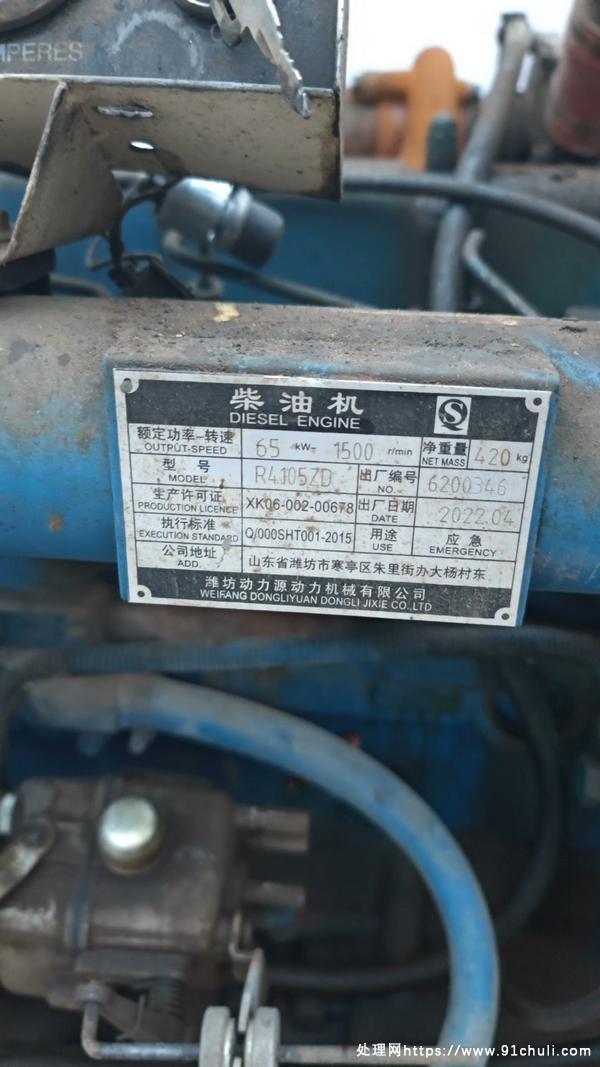 MPERES
柴油机
DIESEL ENGINE
额定功率-转速 65 kW- 1500 r/min 净重量 420 kg
OUTPUT-SPEED NET MASS
型号 R4105ZD 出厂编号 6200346
MODEL NO.
生产许可证 XK06-002-00678 出厂日期 2022.04
PRODUCTION LICENCE DATE
执行标准 Q/000SHT001-2015 用途 应急
EXECUTION STANDARD USE EMERGENCY
公司地址 山东省潍坊市寒亭区朱里街办大杨村东
ADD.
潍坊动力源动力机械有限公司
WEIFANG DONGLIYUAN DONGLI JIXIE CO.,LTD
处理网https://www.91chuli.com